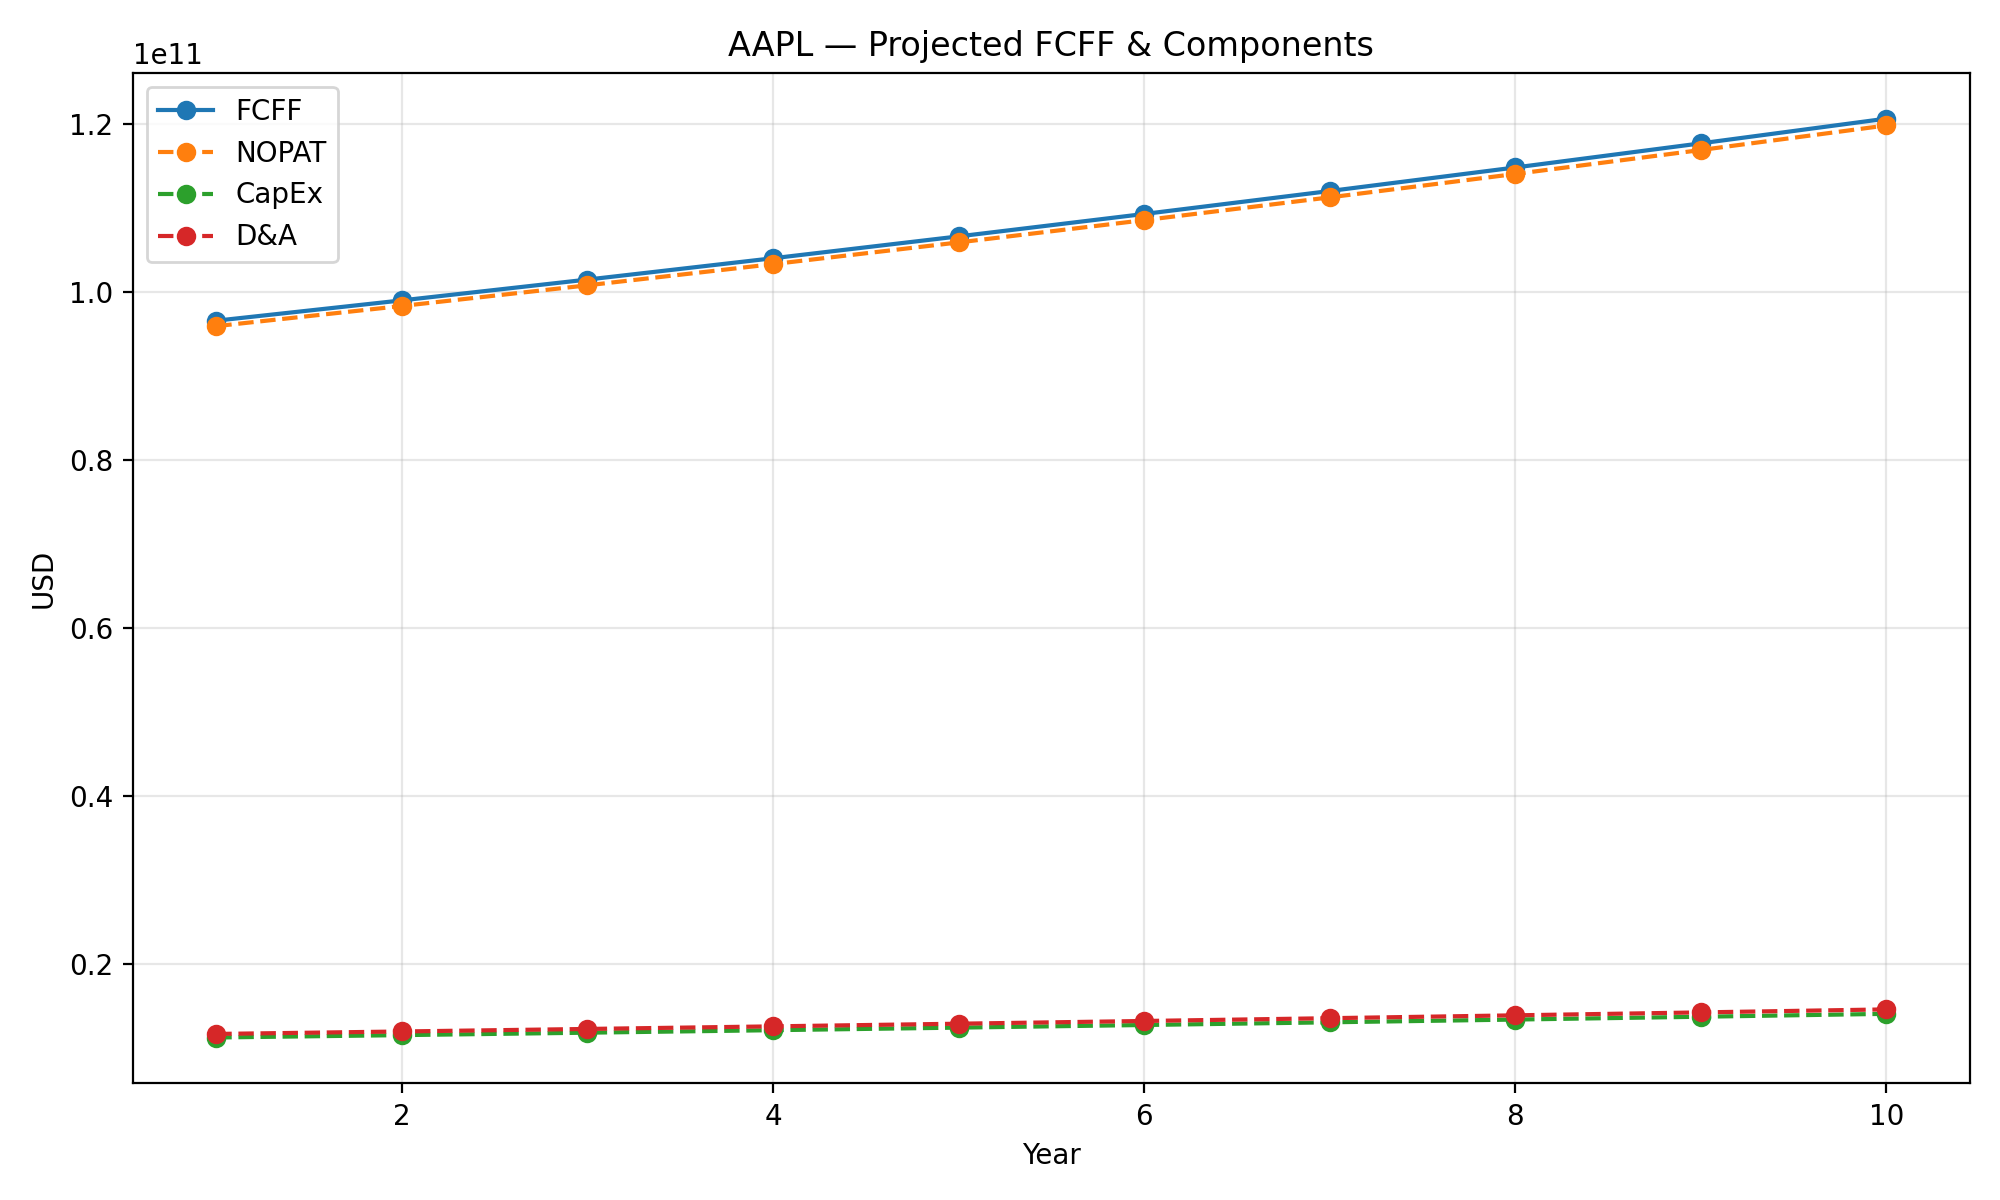 AAPL — Projected FCFF & Components
1e11
FCFF
NOPAT
CapEx
D&A
1.2
1.0
0.8
0.6
0.4
0.2
USD
2
4
6
8
10
Year